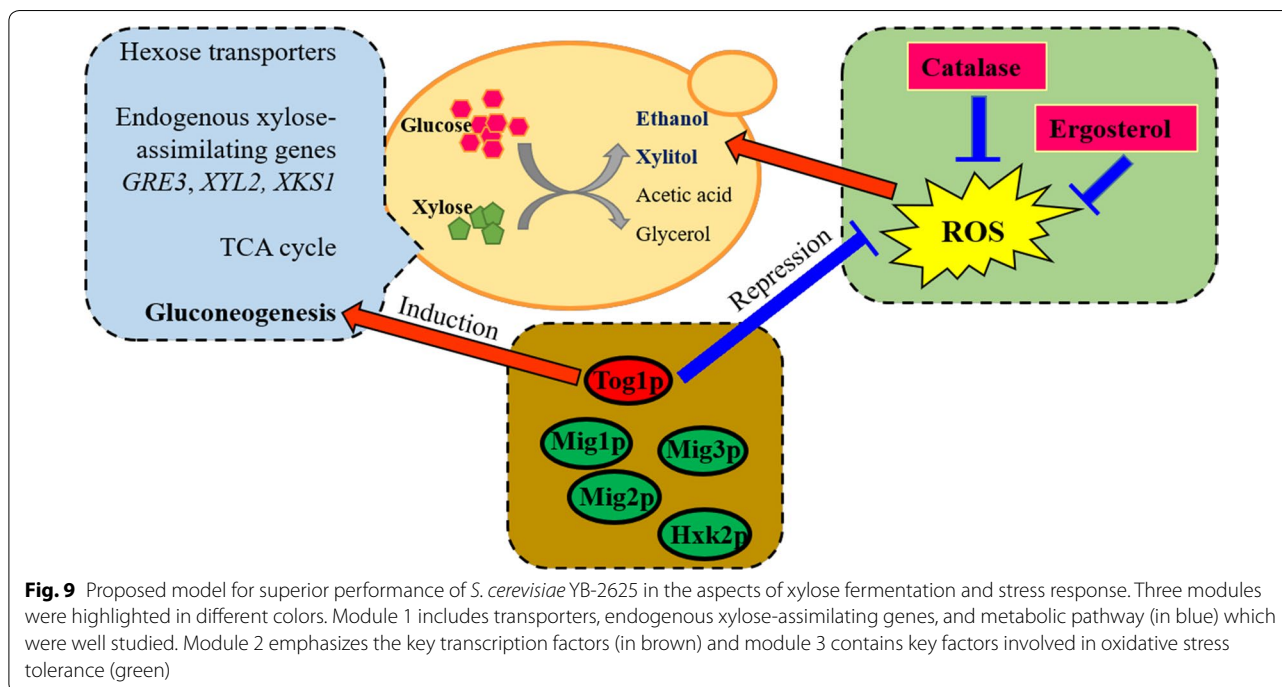 Hexose transporters
Endogenous xylose-
assimilating genes
GRE3, XYL2, XKS1
TCA cycle
Gluconeogenesis
Glucose
Xylose
Ethanol
Xylitol
Acetic acid
Glycerol
Catalase
Ergosterol
ROS
Induction
Repression
Tog1p
Mig1p
Mig3p
Mig2p
Hxk2p
Fig. 9 Proposed model for superior performance of S. cerevisiae YB-2625 in the aspects of xylose fermentation and stress response. Three modules
were highlighted in different colors. Module 1 includes transporters, endogenous xylose-assimilating genes, and metabolic pathway (in blue) which
were well studied. Module 2 emphasizes the key transcription factors (in brown) and module 3 contains key factors involved in oxidative stress
tolerance (green)